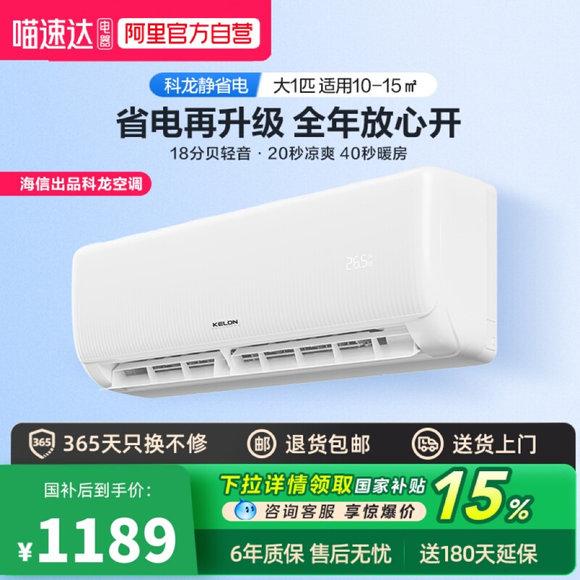 喵速达电器 阿里官方自营
科龙静省电 大1匹 适用10-15㎡
省电再升级 全年放心开
18分贝轻音·20秒凉爽 40秒暖房
海信出品科龙空调
26.5
KELON
365 365天只换不修 邮 退货包邮 送货上门
国补后到手价：
¥1189
下拉详情领取国家补贴
咨询客服 享惊爆价
15%
6年质保 售后无忧 送180天延保